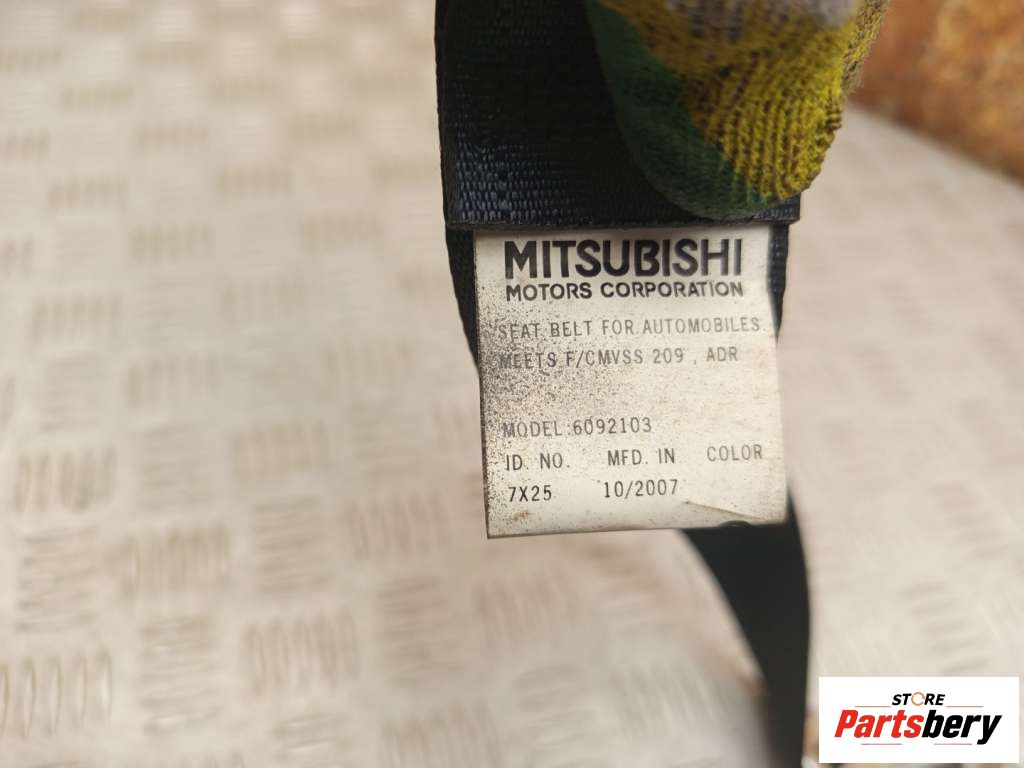 MITSUBISHI
MOTORS CORPORATION
SEAT BELT FOR AUTOMOBILES.
MEETS F/CMVSS 209 , ADR
MODEL:6092103
ID. NO. MFD. IN COLOR
7X25 10/2007
STORE
Partsbery